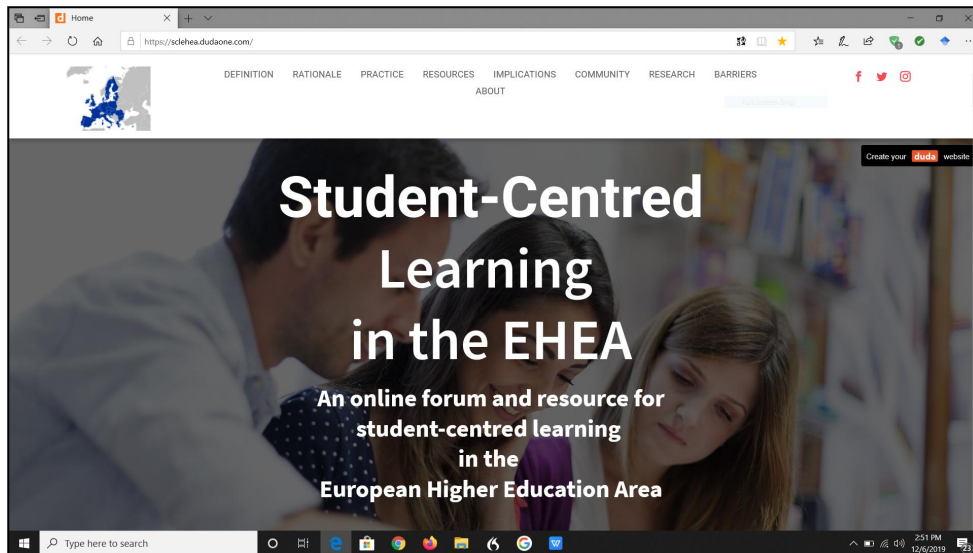 Home
https://sclehea.dudaone.com/
DEFINITION RATIONALE PRACTICE RESOURCES IMPLICATIONS COMMUNITY RESEARCH BARRIERS
ABOUT
Create your duda website
Student-Centred
Learning
in the EHEA
An online forum and resource for
student-centred learning
in the
European Higher Education Area
Type here to search
2:51 PM
12/6/2019
23